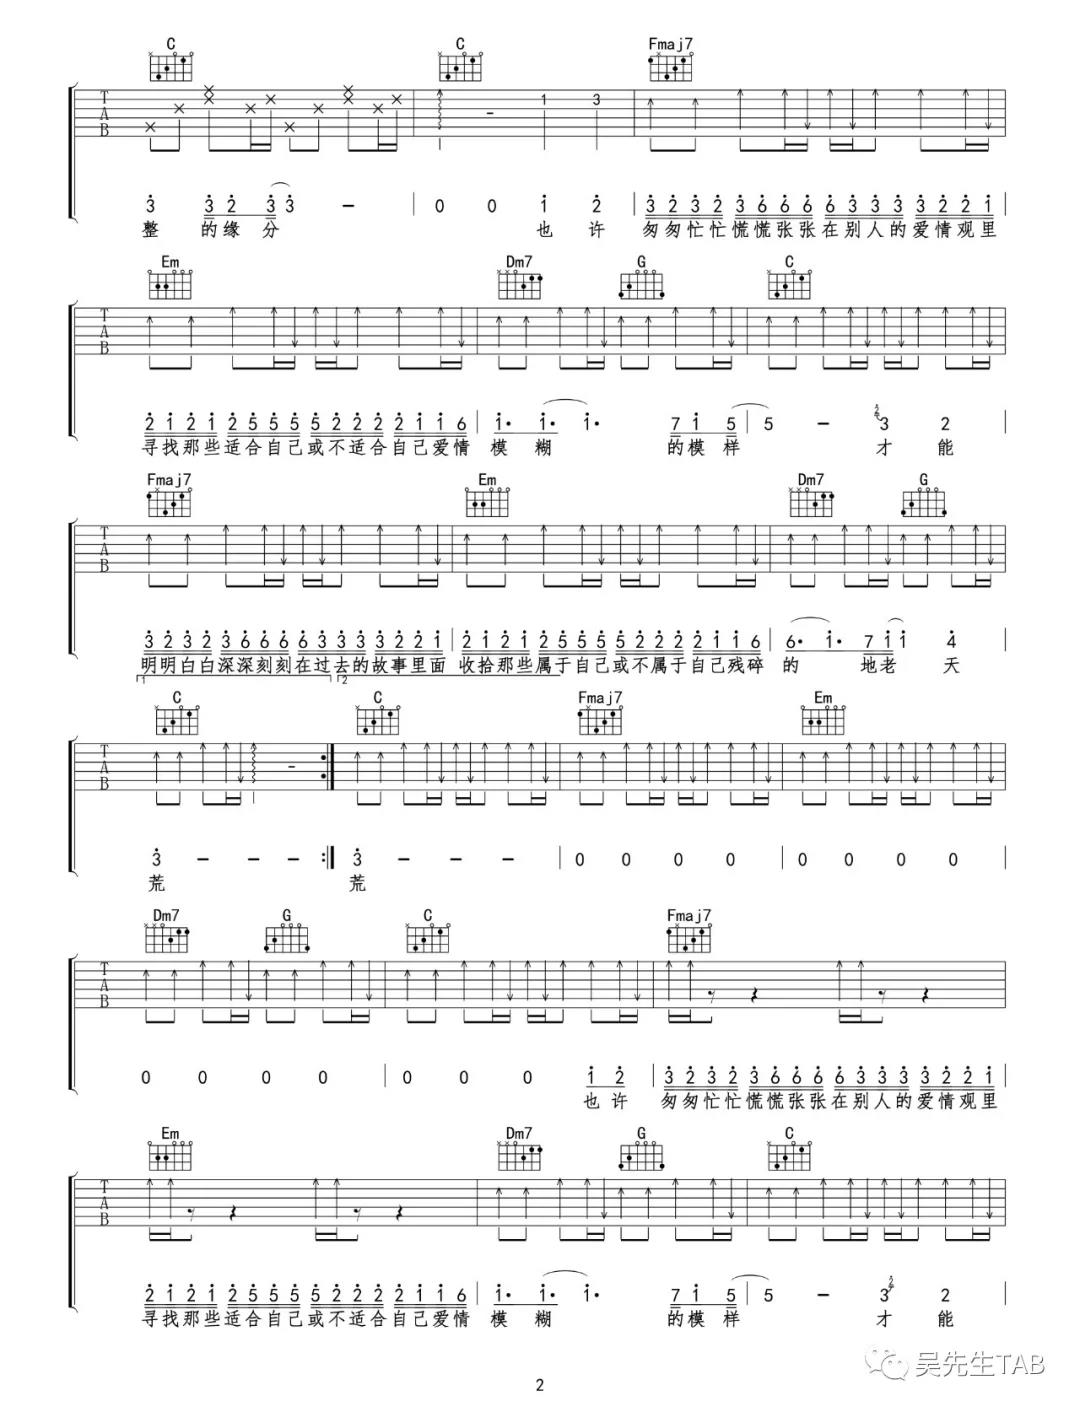 C C Fmaj7
T
A
B
1 3
3 3 2 3 3 - 0 0 1 2 3 2 3 2 3 6 6 6 6 3 3 3 3 2 2 1
整 的缘 分 也 许 匆匆忙忙慌慌张张在别人的爱情观里
Em Dm7 G C
T
A
B
2 1 2 1 2 5 5 5 5 2 2 2 2 1 1 6 1· 1· 1· 7 1 5 5 - 2 3 2
寻找那些适合自己或不适合自己爱情 模 糊 的模 样 才 能
Fmaj7 Em Dm7 G
T
A
B
3 2 3 2 3 6 6 6 6 3 3 3 3 2 2 1 2 1 2 1 2 5 5 5 5 2 2 2 2 1 1 6 6· 1· 7 1 1 4
明明白白深深刻刻在过去的故事里面 收拾那些属于自己或不属于自己残碎 的 地老 天
1 2
C C Fmaj7 Em
T
A
B
3 - - - 3 - - - 0 0 0 0 0 0 0 0
荒 荒
Dm7 G C Fmaj7
T
A
B
0 0 0 0 0 0 0 1 2 3 2 3 2 3 6 6 6 6 3 3 3 3 2 2 1
也 许 匆匆忙忙慌慌张张在别人的爱情观里
Em Dm7 G C
T
A
B
2 1 2 1 2 5 5 5 5 2 2 2 2 1 1 6 1· 1· 1· 7 1 5 5 - 3 2 2
寻找那些适合自己或不适合自己爱情 模 糊 的模 样 才 能
吴先生TAB
2